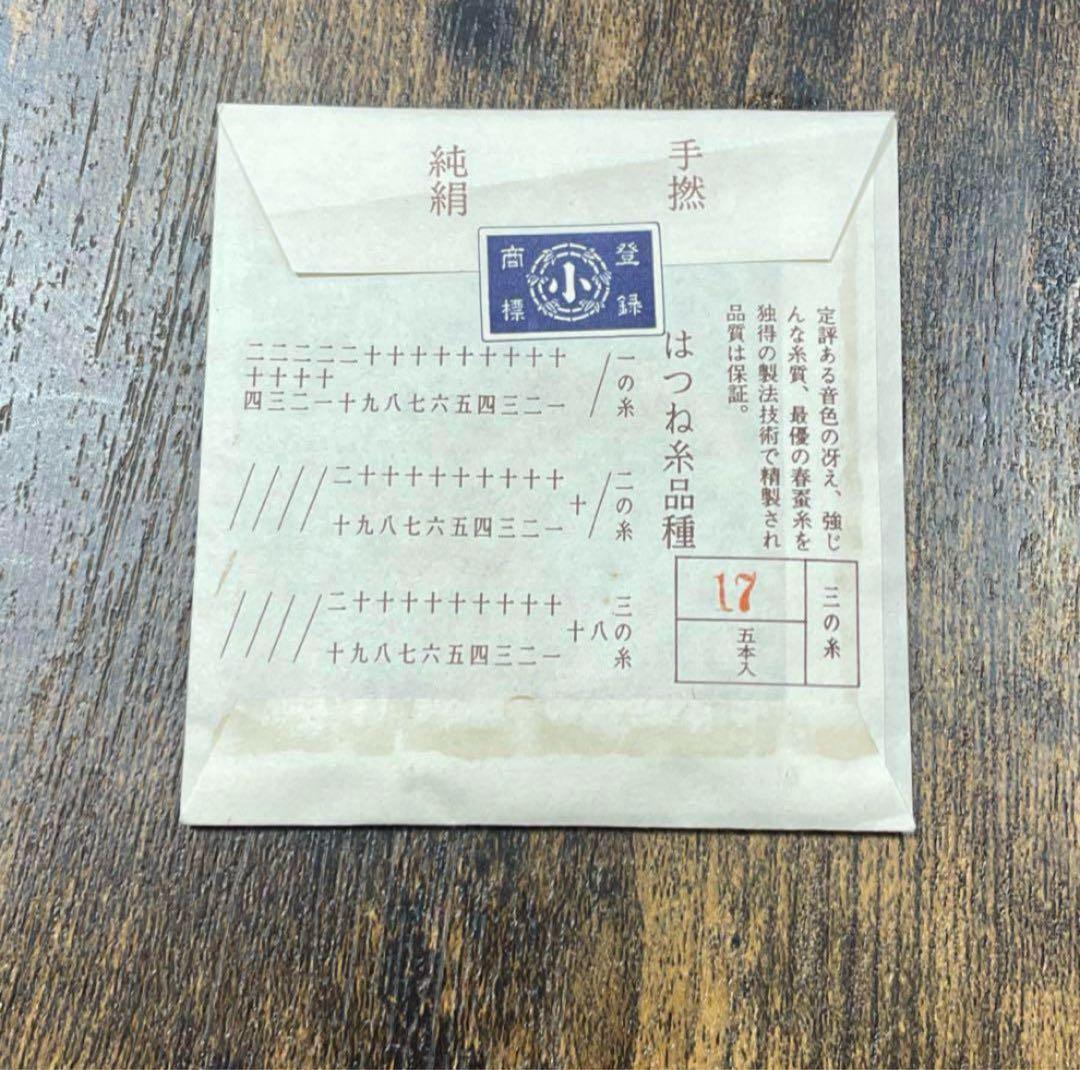 手撚
純絹
登録
商標
小
定評ある音色の冴え、強じ
んな糸質、最優の春蚕糸を
独得の製法技術で精製され
品質は保証。
はつね糸品種
一の糸
十一
十二
十三
十四
十五
十六
十七
十八
十九
二十
二十一
二十二
二十三
二十四
二の糸
十
十一
十二
十三
十四
十五
十六
十七
十八
十九
二十
三の糸
八
十
十一
十二
十三
十四
十五
十六
十七
十八
十九
二十
三の糸
17
五本入